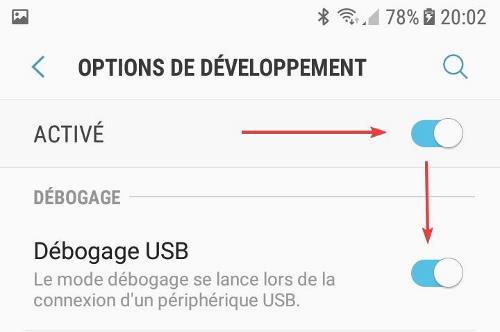 78% 20:02
OPTIONS DE DÉVELOPPEMENT
ACTIVÉ
DÉBOGAGE
Débogage USB
Le mode débogage se lance lors de la
connexion d'un périphérique USB.